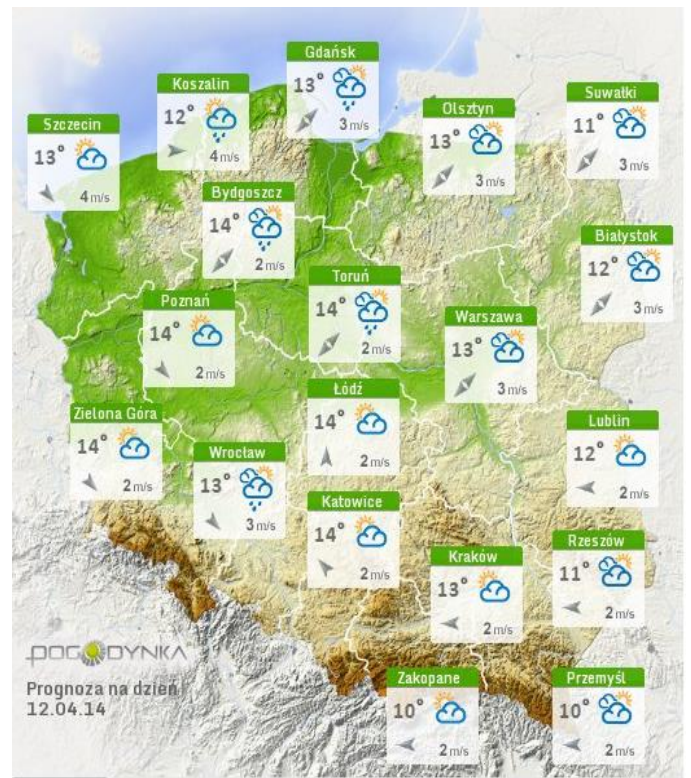 Gdańsk
13°
3 m/s
Koszalin
12°
4 m/s
Suwałki
11°
3 m/s
Olsztyn
13°
3 m/s
Szczecin
13°
4 m/s
Bydgoszcz
14°
2 m/s
Białystok
12°
3 m/s
Toruń
14°
2 m/s
Poznań
14°
2 m/s
Warszawa
13°
3 m/s
Łódź
14°
2 m/s
Zielona Góra
14°
2 m/s
Lublin
12°
2 m/s
Wrocław
13°
3 m/s
Katowice
14°
2 m/s
Rzeszów
11°
2 m/s
Kraków
13°
2 m/s
POGODYNKA
Prognoza na dzień
12.04.14
Zakopane
10°
2 m/s
Przemyśl
10°
2 m/s